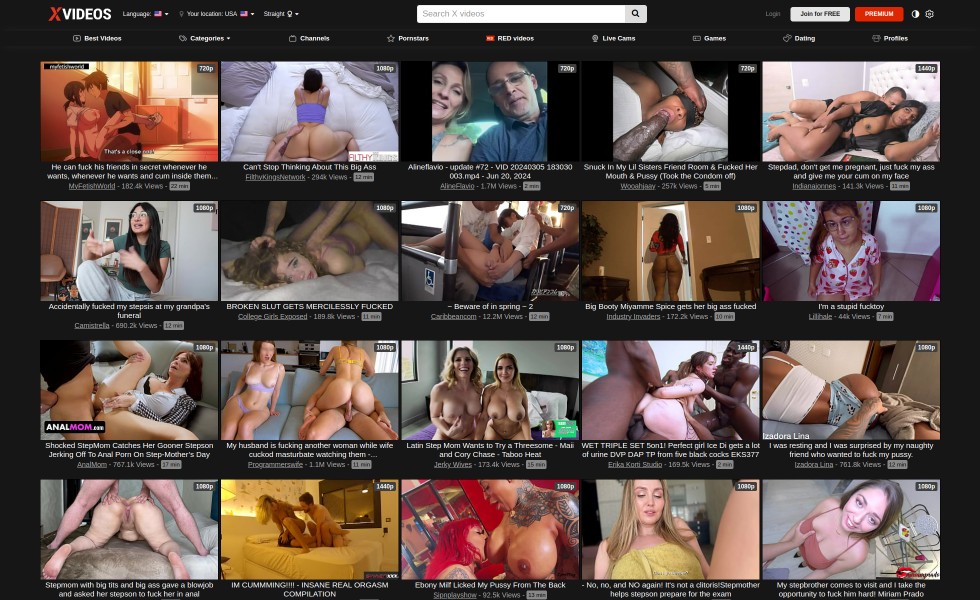 XVIDEOS
Language:
Your location: USA
Straight
Search X videos
Login
Join for FREE
PREMIUM
Best Videos
Categories
Channels
Pornstars
RED videos
Live Cams
Games
Dating
Profiles
myfetishworld
720p
1080p
720p
720p
1440p
That's a close one!
He can fuck his friends in secret whenever he
wants, whenever he wants and cum inside them...
MyFetishWorld - 182.4k Views - 22 min
Can't Stop Thinking About This Big Ass
FilthyKingsNetwork - 294k Views - 12 min
Alineflavio - update #72 - VID 20240305 183030
003.mp4 - Jun 20, 2024
AlineFlavio - 1.7M Views - 2 min
Snuck In My Lil Sisters Friend Room & Fucked Her
Mouth & Pussy (Took the Condom off)
Wooahjaay - 257k Views - 5 min
Stepdad, don't get me pregnant, just fuck my ass
and give me your cum on my face
Indianaionnes - 141.3k Views - 11 min
1080p
1080p
720p
1080p
1080p
Accidentally fucked my stepsis at my grandpa's
funeral
Camistrella - 690.2k Views - 12 min
BROKEN SLUT GETS MERCILESSLY FUCKED
College Girls Exposed - 189.8k Views - 11 min
~ Beware of in spring ~ 2
Caribbeancom - 12.2M Views - 12 min
Big Booty Miyamme Spice gets her big ass fucked
Industry Invaders - 172.2k Views - 10 min
I'm a stupid fucktoy
Lillihale - 44k Views - 7 min
1080p
1080p
1080p
1440p
1080p
ANALMOM.com
Izadora Lina
Shocked StepMom Catches Her Gooner Stepson
Jerking Off To Anal Porn On Step-Mother's Day
AnalMom - 767.1k Views - 17 min
My husband is fucking another woman while wife
cuckod masturbate watching them -...
Programmerswife - 1.1M Views - 11 min
Latin Step Mom Wants to Try a Threesome - Maii
and Cory Chase - Taboo Heat
Jerky Wives - 173.4k Views - 15 min
WET TRIPLE SET 5on1! Perfect girl Ice Di gets a lot
of urine DVP DAP TP from five black cocks EKS377
Erika Korti Studio - 169.5k Views - 2 min
I was resting and I was surprised by my naughty
friend who wanted to fuck my pussy.
Izadora Lina - 761.8k Views - 12 min
1080p
1440p
1080p
1080p
1080p
Stepmom with big tits and big ass gave a blowjob
and asked her stepson to fuck her in anal
IM CUMMMING!!!! - INSANE REAL ORGASM
COMPILATION
Ebony Milf Licked My Pussy From The Back
Sipnplayshow - 92.5k Views - 13 min
- No, no, and NO again! It's not a clitoris!Stepmother
helps stepson prepare for the exam
My stepbrother comes to visit and I take the
opportunity to fuck him hard! Miriam Prado